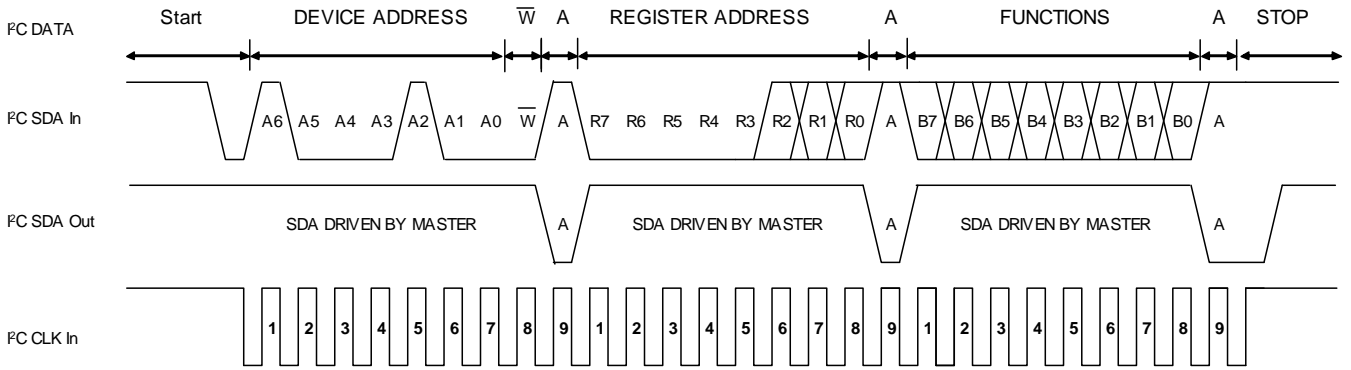 Start DEVICE ADDRESS W̅ A REGISTER ADDRESS A FUNCTIONS A STOP
I²C DATA
I²C SDA In A6 A5 A4 A3 A2 A1 A0 W̅ A R7 R6 R5 R4 R3 R2 R1 R0 A B7 B6 B5 B4 B3 B2 B1 B0 A
I²C SDA Out SDA DRIVEN BY MASTER A SDA DRIVEN BY MASTER A SDA DRIVEN BY MASTER A
I²C CLK In 1 2 3 4 5 6 7 8 9 1 2 3 4 5 6 7 8 9 1 2 3 4 5 6 7 8 9